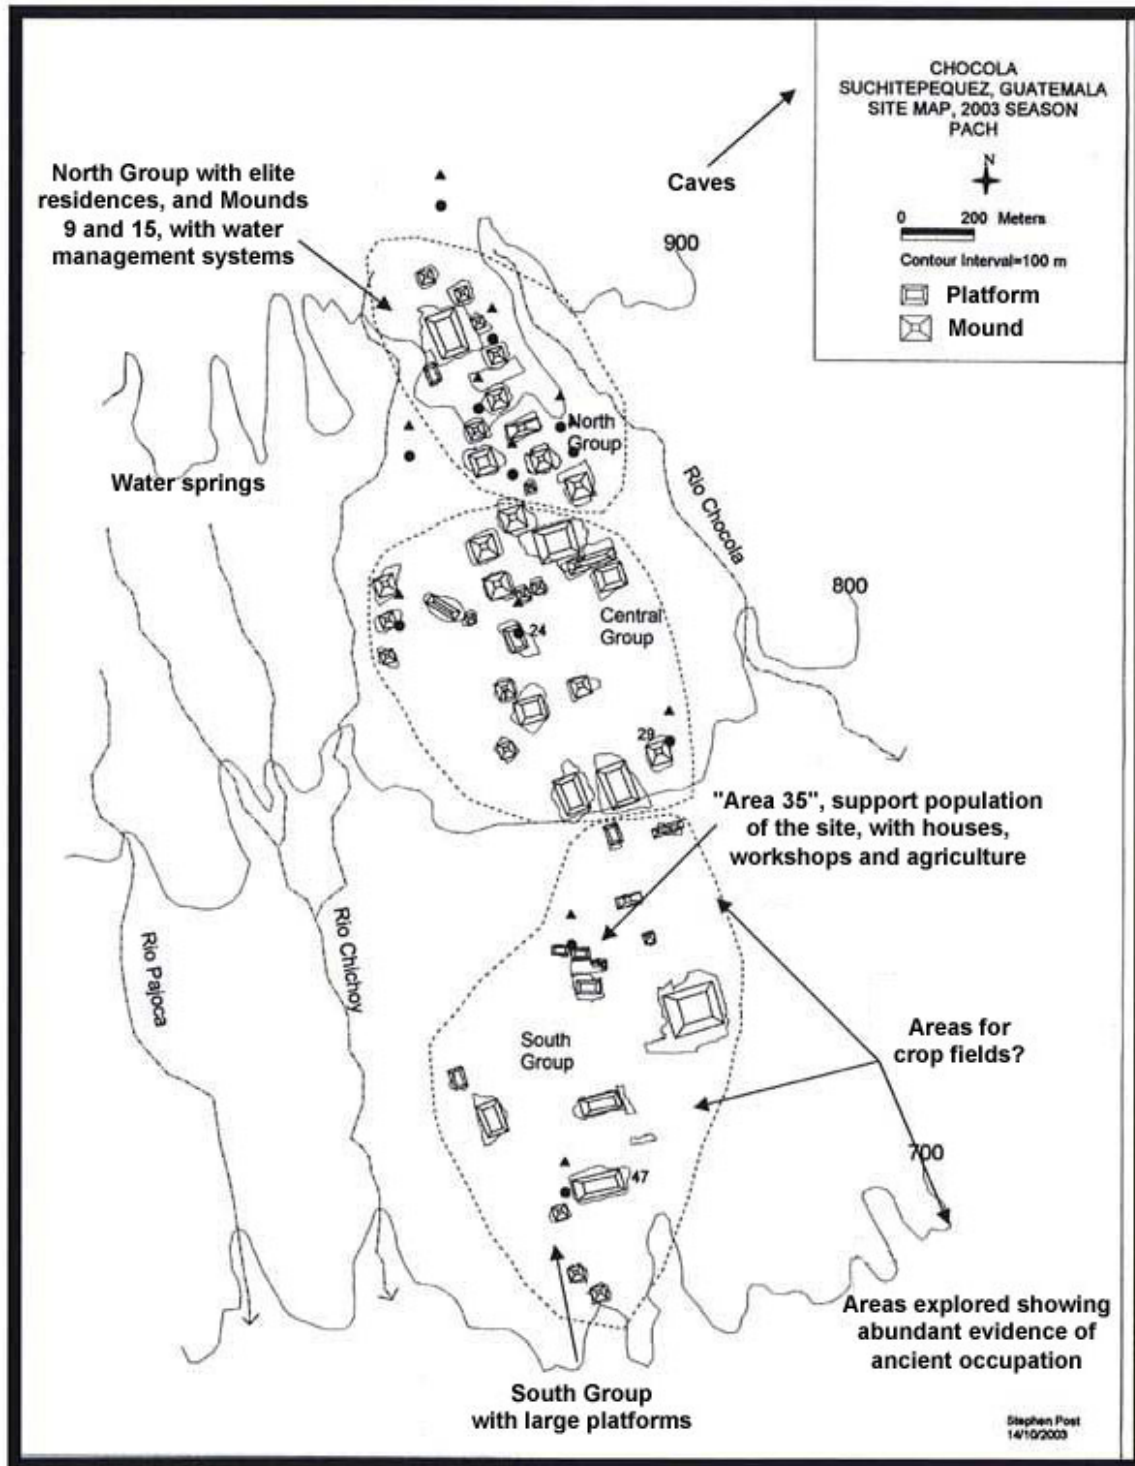 CHOCOLA
SUCHITEPEQUEZ, GUATEMALA
SITE MAP, 2003 SEASON
PACH
N
0 200 Meters
Contour Interval=100 m
Platform
Mound
Caves
North Group with elite
residences, and Mounds
9 and 15, with water
management systems
900
North
Group
Water springs
Rio Chocola
800
Central
Group
24
29
"Area 35", support population
of the site, with houses,
workshops and agriculture
Rio Pajoca
Rio Chichoy
South
Group
Areas for
crop fields?
700
47
Areas explored showing
abundant evidence of
ancient occupation
South Group
with large platforms
Stephen Post
14/10/2003